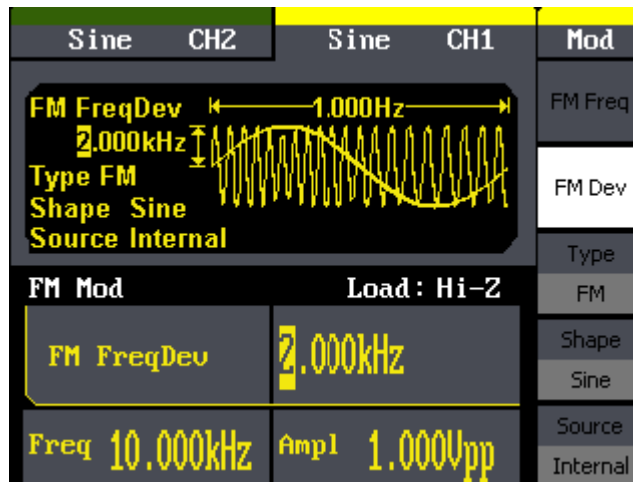 Sine CH2 Sine CH1 Mod
FM FreqDev 1.000Hz
2.000kHz
Type FM
Shape Sine
Source Internal
FM Mod Load: Hi-Z
FM FreqDev 2.000kHz
Freq 10.000kHz Ampl 1.000Vpp
FM Freq
FM Dev
Type
FM
Shape
Sine
Source
Internal